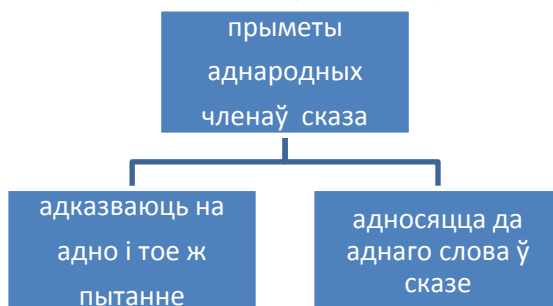 прыметы
аднародных
членаў сказа
адказваюць на
адно і тое ж
пытанне
адносяцца да
аднаго слова ў
сказе